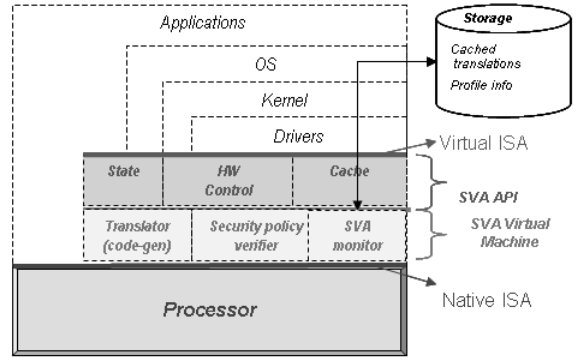 Applications
OS
Kernel
Drivers
State
HW
Control
Cache
Translator
(code-gen)
Security policy
verifier
SVA
monitor
Processor
Storage
Cached
translations
Profile info
Virtual ISA
SVA API
SVA Virtual
Machine
Native ISA